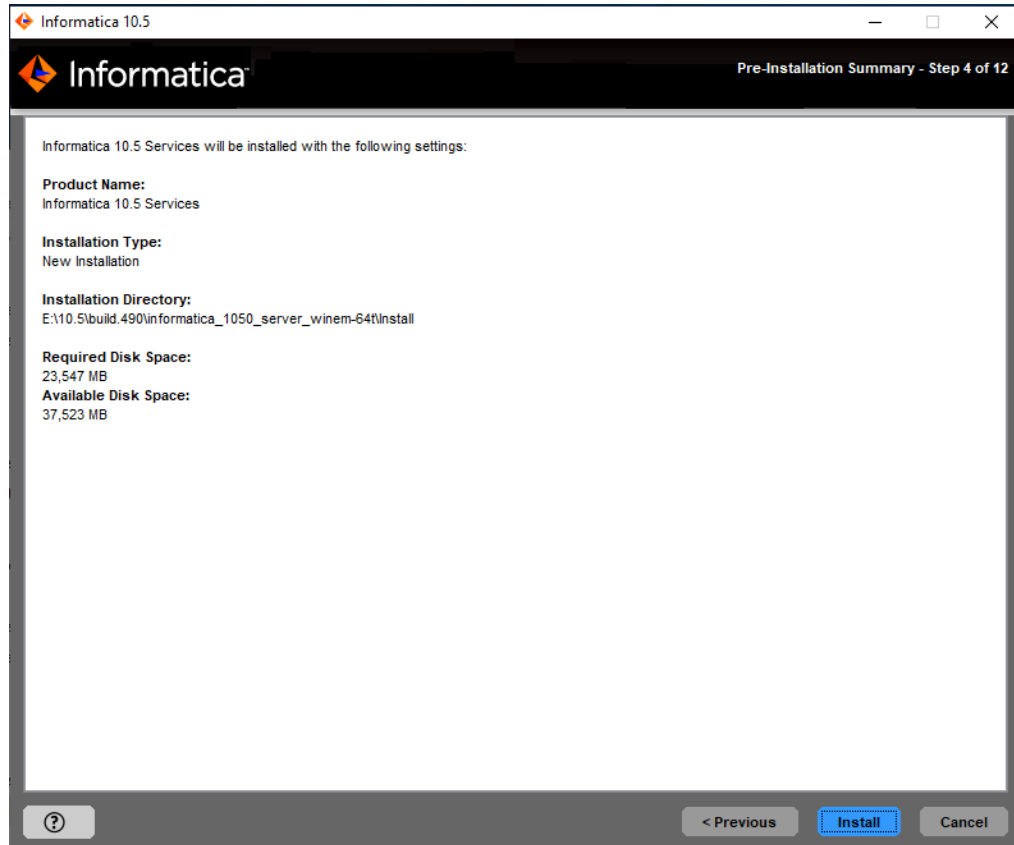 Informatica 10.5
Informatica
Pre-Installation Summary - Step 4 of 12
Informatica 10.5 Services will be installed with the following settings:
Product Name:
Informatica 10.5 Services
Installation Type:
New Installation
Installation Directory:
E:\10.5\build.490\informatica_1050_server_winem-64t\Install
Required Disk Space:
23,547 MB
Available Disk Space:
37,523 MB
< Previous
Install
Cancel